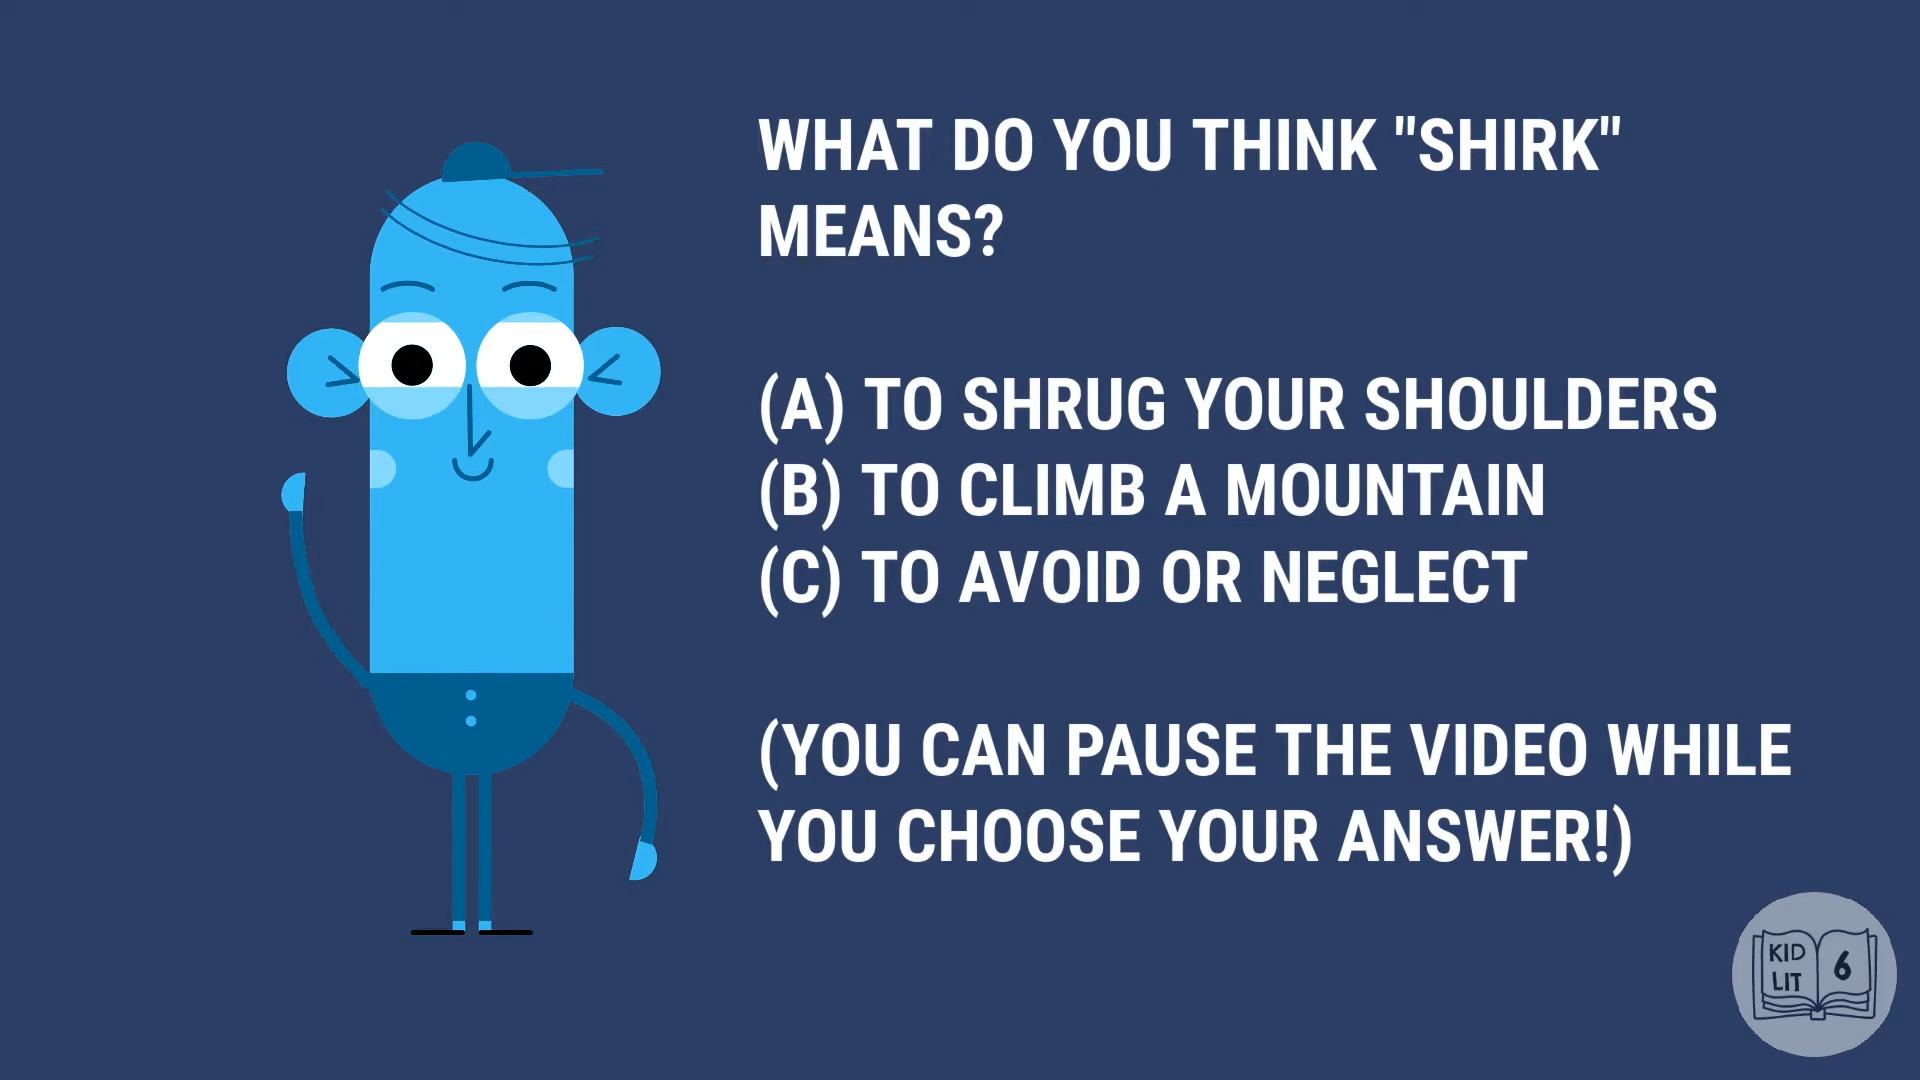 WHAT DO YOU THINK "SHIRK"
MEANS?
(A) TO SHRUG YOUR SHOULDERS
(B) TO CLIMB A MOUNTAIN
(C) TO AVOID OR NEGLECT
(YOU CAN PAUSE THE VIDEO WHILE
YOU CHOOSE YOUR ANSWER!)
KID
LIT
6